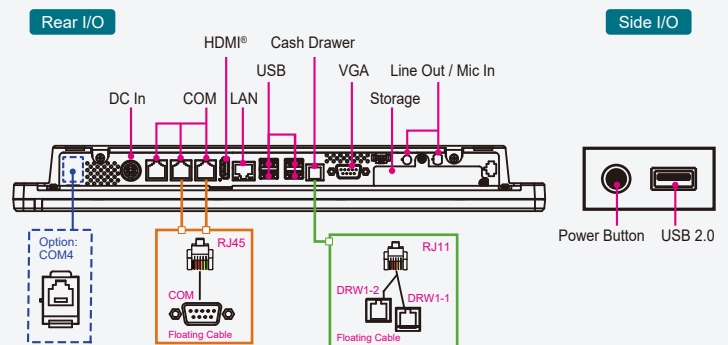 Rear I/O
Side I/O
HDMI®
Cash Drawer
USB
VGA
Line Out / Mic In
DC In
COM
LAN
Storage
Option:
COM4
RJ45
COM
Floating Cable
RJ11
DRW1-2
DRW1-1
Floating Cable
Power Button
USB 2.0